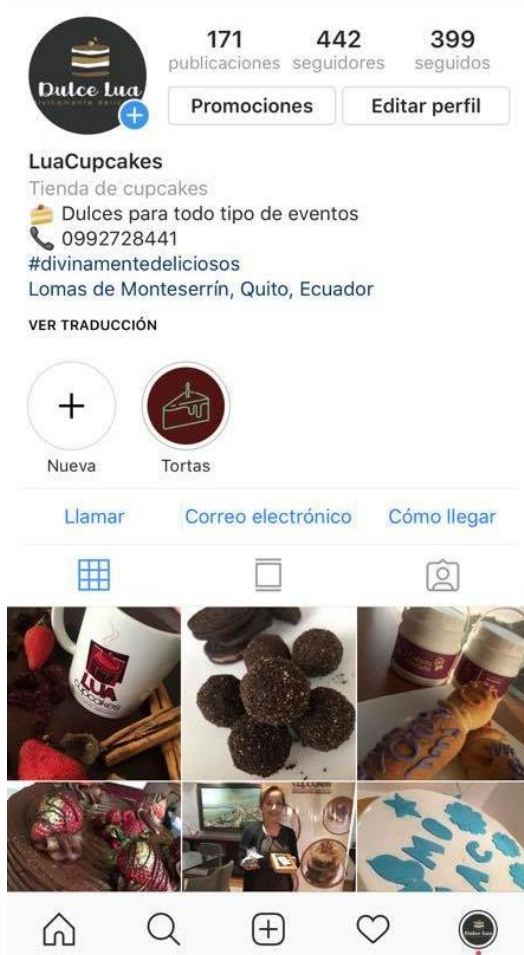 171 442 399
publicaciones seguidores seguidos
Dulce Lua
Promociones Editar perfil
LuaCupcakes
Tienda de cupcakes
Dulces para todo tipo de eventos
0992728441
#divinamentedeliciosos
Lomas de Monteserrín, Quito, Ecuador
VER TRADUCCIÓN
Nueva Tortas
Llamar Correo electrónico Cómo llegar
LUA
cupcakes
cupcakes